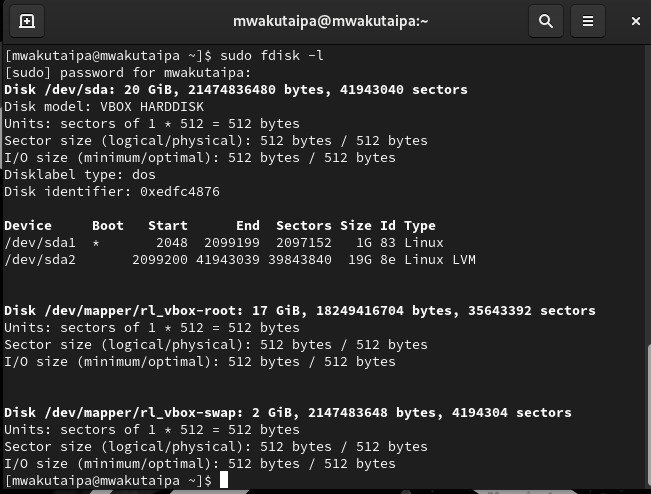 mwakutaipa@mwakutaipa:~
[mwakutaipa@mwakutaipa ~]$ sudo fdisk -l
[sudo] password for mwakutaipa:
Disk /dev/sda: 20 GiB, 21474836480 bytes, 41943040 sectors
Disk model: VBOX HARDDISK
Units: sectors of 1 * 512 = 512 bytes
Sector size (logical/physical): 512 bytes / 512 bytes
I/O size (minimum/optimal): 512 bytes / 512 bytes
Disklabel type: dos
Disk identifier: 0xedfc4876
Device     Boot   Start      End  Sectors Size Id Type
/dev/sda1  *       2048  2099199  2097152   1G 83 Linux
/dev/sda2       2099200 41943039 39843840  19G 8e Linux LVM
Disk /dev/mapper/rl_vbox-root: 17 GiB, 18249416704 bytes, 35643392 sectors
Units: sectors of 1 * 512 = 512 bytes
Sector size (logical/physical): 512 bytes / 512 bytes
I/O size (minimum/optimal): 512 bytes / 512 bytes
Disk /dev/mapper/rl_vbox-swap: 2 GiB, 2147483648 bytes, 4194304 sectors
Units: sectors of 1 * 512 = 512 bytes
Sector size (logical/physical): 512 bytes / 512 bytes
I/O size (minimum/optimal): 512 bytes / 512 bytes
[mwakutaipa@mwakutaipa ~]$